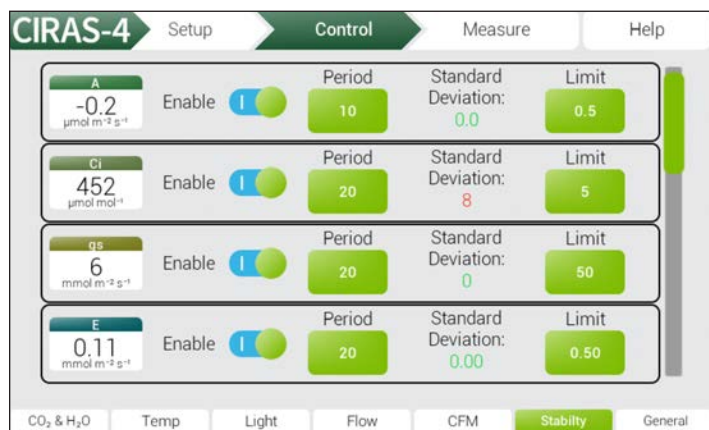 CIRAS-4 Setup Control Measure Help
A
-0.2
µmol m⁻² s⁻¹
Enable
I
Period
10
Standard
Deviation:
0.0
Limit
0.5
Ci
452
µmol mol⁻¹
Enable
I
Period
20
Standard
Deviation:
8
Limit
5
gs
6
mmol m⁻² s⁻¹
Enable
I
Period
20
Standard
Deviation:
0
Limit
50
E
0.11
mmol m⁻² s⁻¹
Enable
I
Period
20
Standard
Deviation:
0.00
Limit
0.50
CO₂ & H₂O Temp Light Flow CFM Stabilty General